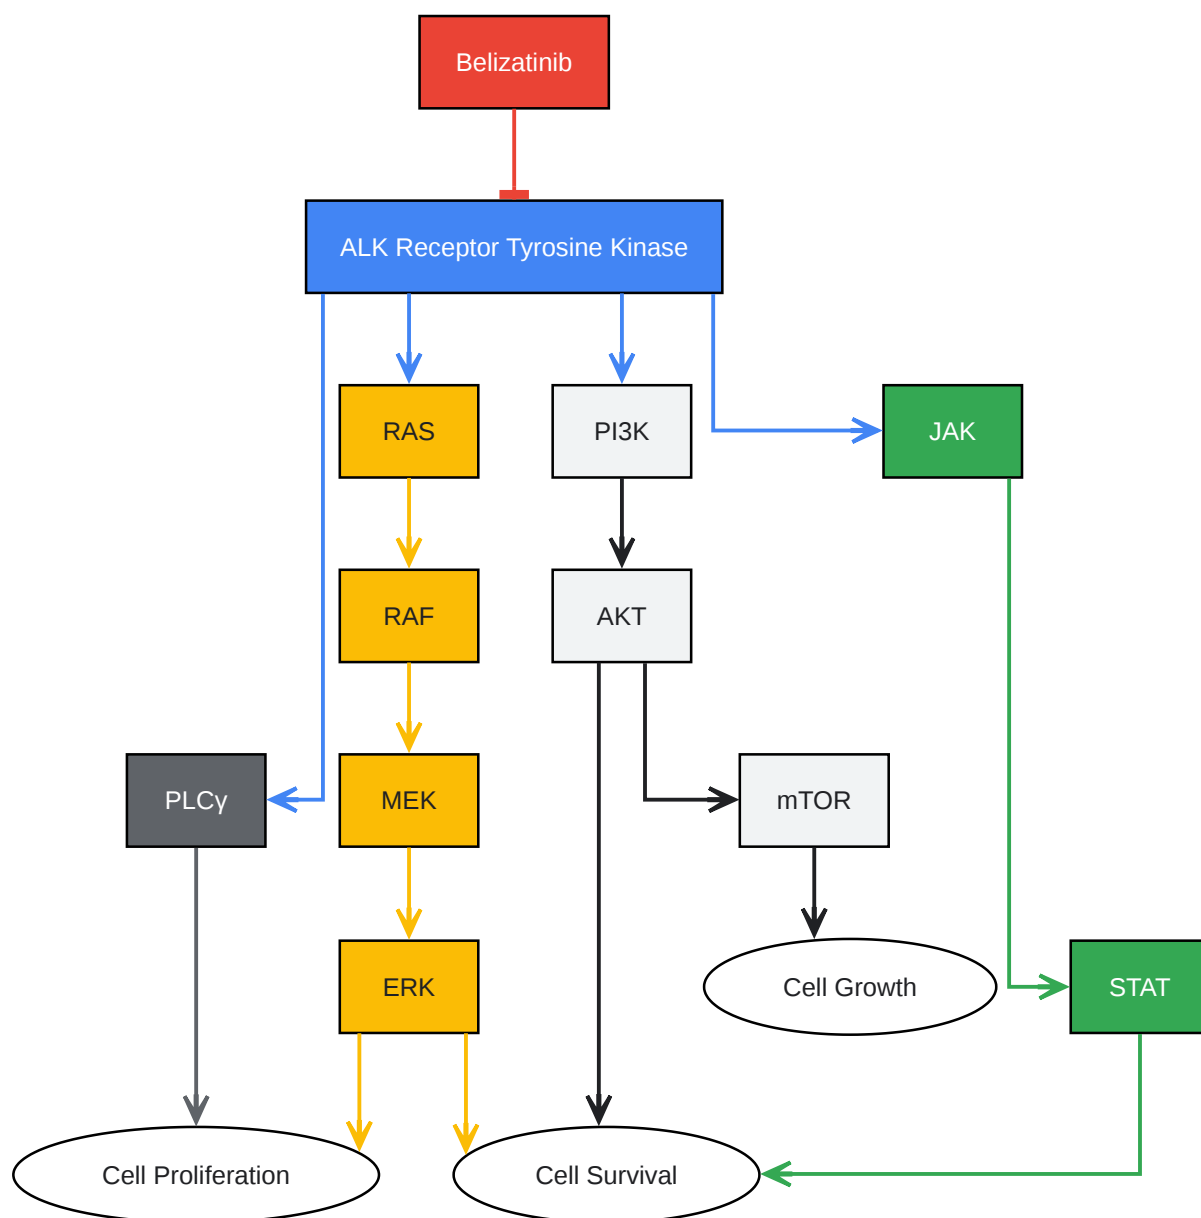 Belizatinib
ALK Receptor Tyrosine Kinase
RAS
PI3K
JAK
RAF
AKT
PLCγ
MEK
mTOR
ERK
Cell Growth
STAT
Cell Proliferation
Cell Survival